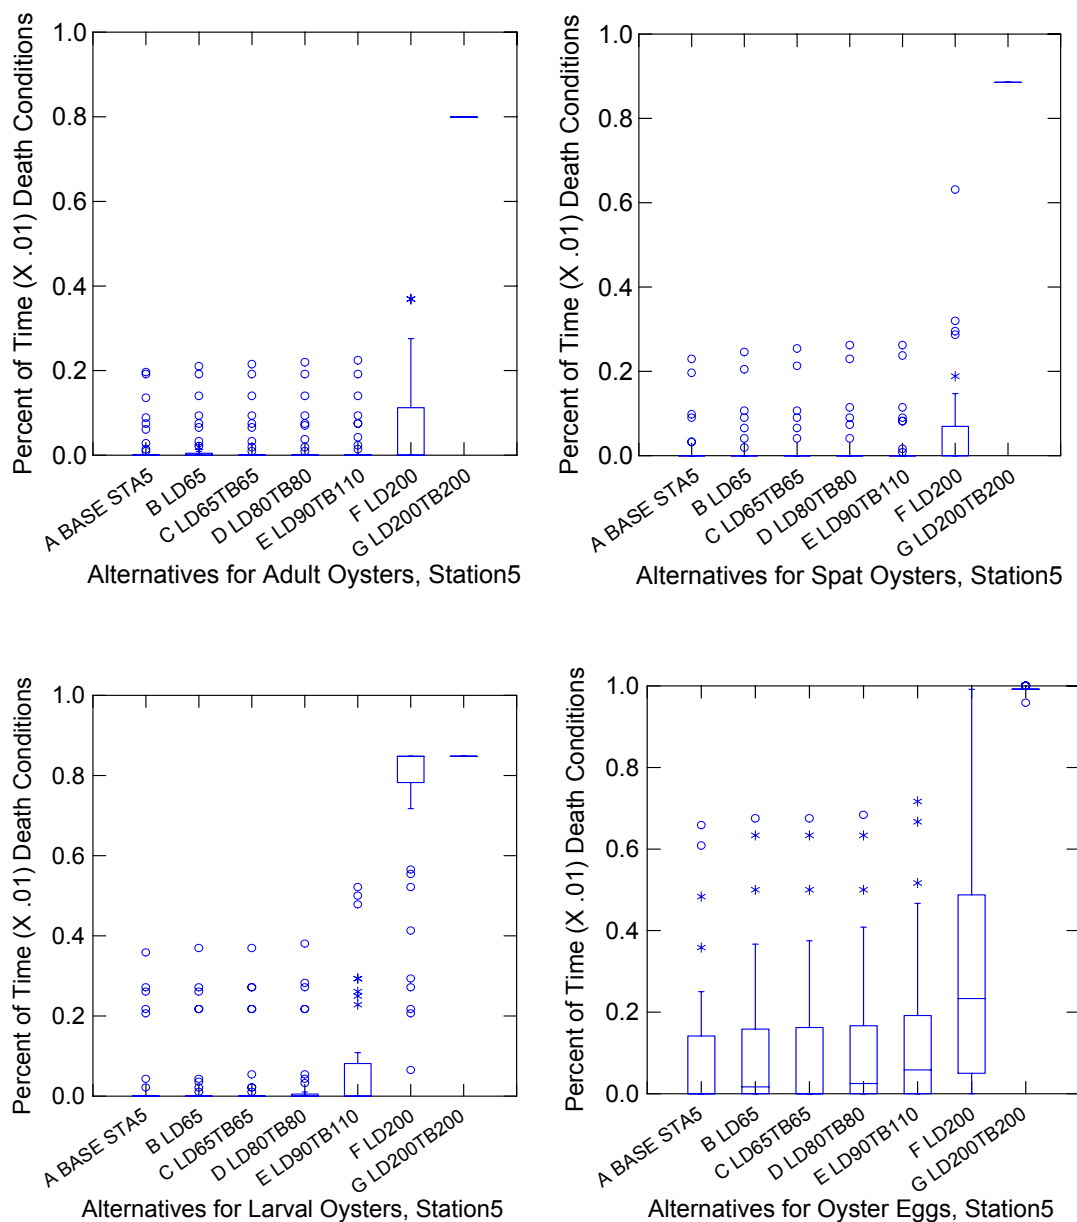 Percent of Time (X .01) Death Conditions
1.0
0.8
0.6
0.4
0.2
0.0
A BASE STA5
B LD65
C LD65TB65
D LD80TB80
E LD90TB110
F LD200
G LD200TB200
Alternatives for Adult Oysters, Station5
Percent of Time (X .01) Death Conditions
1.0
0.8
0.6
0.4
0.2
0.0
A BASE STA5
B LD65
C LD65TB65
D LD80TB80
E LD90TB110
F LD200
G LD200TB200
Alternatives for Spat Oysters, Station5
Percent of Time (X .01) Death Conditions
1.0
0.8
0.6
0.4
0.2
0.0
A BASE STA5
B LD65
C LD65TB65
D LD80TB80
E LD90TB110
F LD200
G LD200TB200
Alternatives for Larval Oysters, Station5
Percent of Time (X .01) Death Conditions
1.0
0.8
0.6
0.4
0.2
0.0
A BASE STA5
B LD65
C LD65TB65
D LD80TB80
E LD90TB110
F LD200
G LD200TB200
Alternatives for Oyster Eggs, Station5